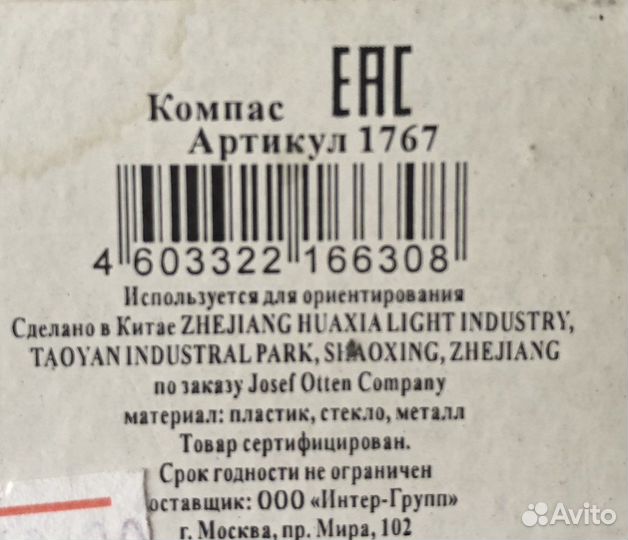 Компас EAC
Артикул 1767
4 603322 166308
Используется для ориентирования
Сделано в Китае ZHEJIANG HUAXIA LIGHT INDUSTRY,
TAOYAN INDUSTRAL PARK, SHAOXING, ZHEJIANG
по заказу Josef Otten Company
материал: пластик, стекло, металл
Товар сертифицирован.
Срок годности не ограничен
оставщик: ООО «Интер-Групп»
г. Москва, пр. Мира, 102
Avito